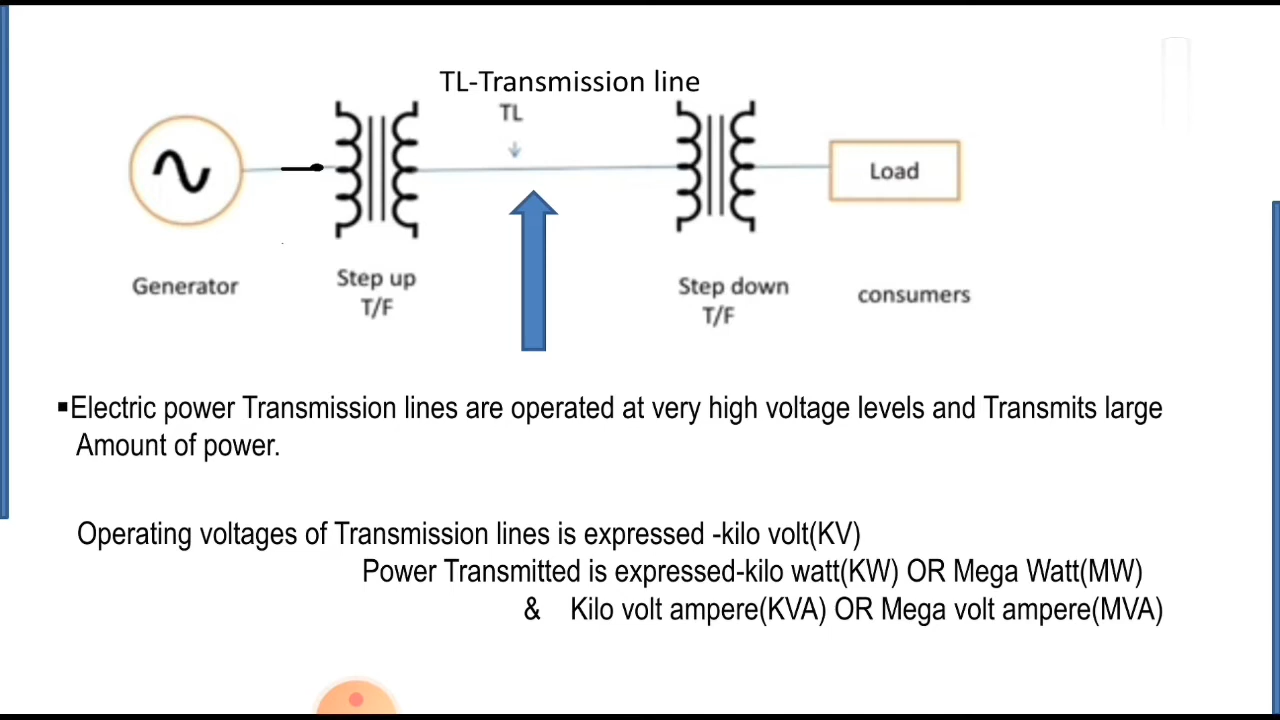 TL-Transmission line
TL
Load
Generator
Step up
T/F
Step down
T/F
consumers
▪Electric power Transmission lines are operated at very high voltage levels and Transmits large
Amount of power.
Operating voltages of Transmission lines is expressed -kilo volt(KV)
Power Transmitted is expressed-kilo watt(KW) OR Mega Watt(MW)
& Kilo volt ampere(KVA) OR Mega volt ampere(MVA)